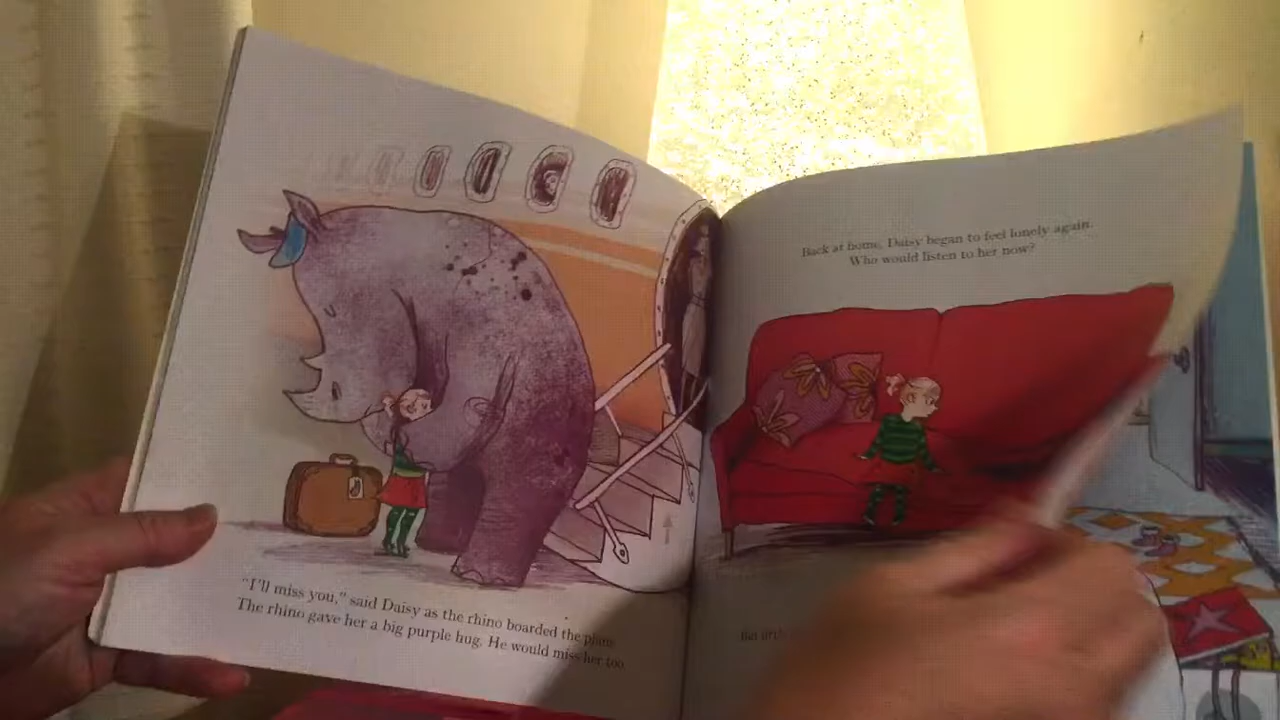 "I'll miss you," said Daisy as the rhino boarded the plane.
The rhino gave her a big purple hug. He would miss her too.
Back at home, Daisy began to feel lonely again.
Who would listen to her now?
But